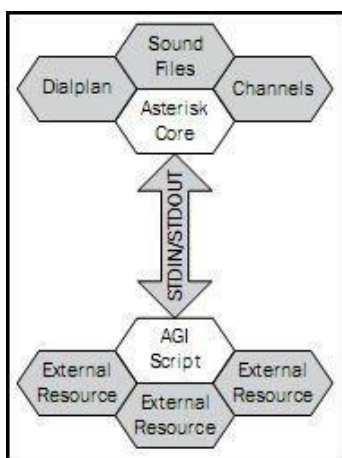 Sound
Files
Dialplan
Channels
Asterisk
Core
STDIN/STDOUT
AGI
Script
External
Resource
External
Resource
External
Resource